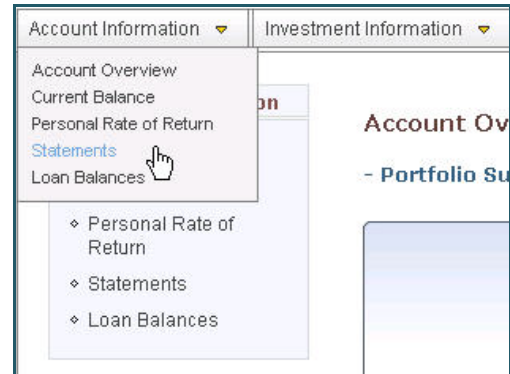 Account Information
Investment Information
Account Overview
Current Balance
Personal Rate of Return
Statements
Loan Balances
on
Account Ov
- Portfolio Su
Personal Rate of
Return
Statements
Loan Balances